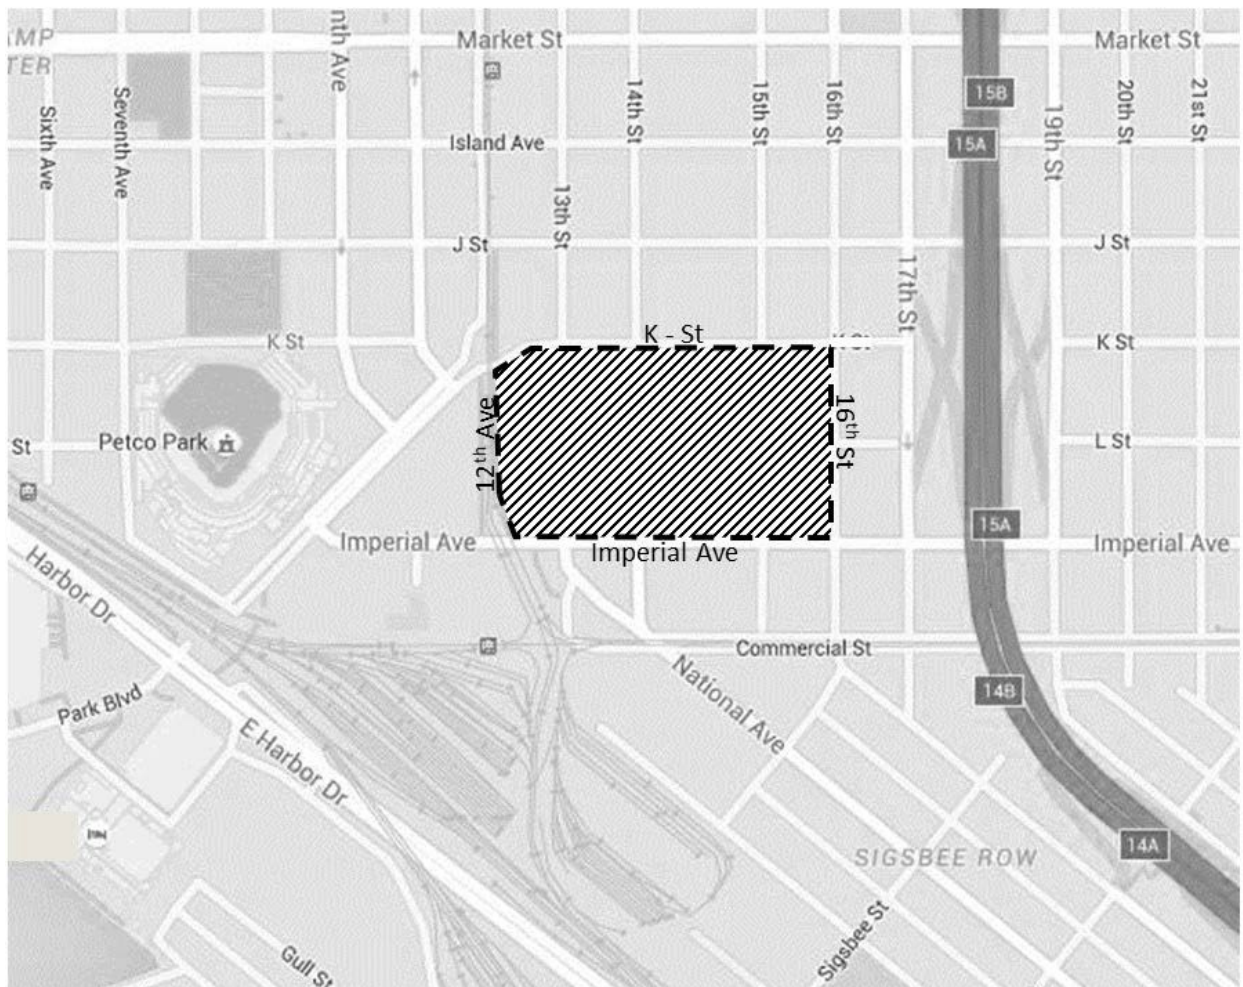 AMP
TER
nth Ave
Market St
Market St
15B
Sixth Ave
Seventh Ave
14th St
15th St
16th St
19th St
20th St
21st St
Island Ave
15A
13th St
J St
J St
17th St
K St
K - St
K St
K St
12th Ave
16th St
St
Petco Park
L St
15A
Imperial Ave
Imperial Ave
Imperial Ave
Harbor Dr
Commercial St
National Ave
14B
Park Blvd
E Harbor Dr
SIGSBEE ROW
14A
Sigsbee St
Gull St